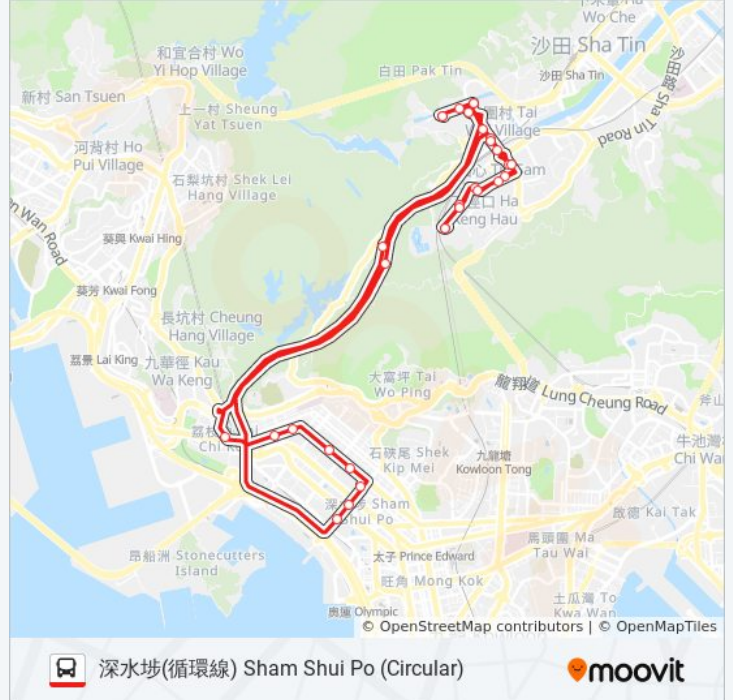 Wo Che
沙田 Sha Tin
和宜合村 Wo
Yi Hop Village
白田 Pak Tin
沙田 Sha Tin
新村 San Tsuen
上一村 Sheung
Yat Tsuen
圍村 Tai
Village
Sha Tin Road
河背村 Ho
Pui Village
石梨坑村 Shek Lei
Hang Village
Ha
Keng Hau
Wan Road
葵興 Kwai Hing
葵芳 Kwai Fong
長坑村 Cheung
Hang Village
荔景 Lai King
九華徑 Kau
Wa Keng
大窩坪 Tai
Wo Ping
龍翔道 Lung Cheung Road
斧山
牛池灣村
Chi Wan
石硤尾 Shek
Kip Mei
九龍塘
Kowloon Tong
深水埗 Sham
Shui Po
啟德 Kai Tak
馬頭圍 Ma
Tau Wai
昂船洲 Stonecutters
Island
太子 Prince Edward
旺角 Mong Kok
土瓜灣 To
Kwa Wan
奧運 Olympic
© OpenStreetMap contributors | © OpenMapTiles
深水埗(循環線) Sham Shui Po (Circular)
moovit